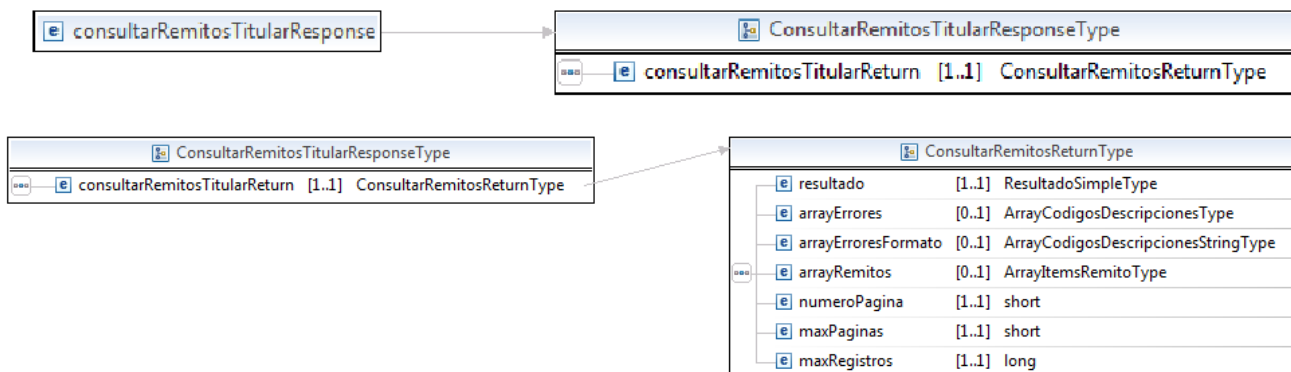 consultarRemitosTitularResponse
ConsultarRemitosTitularResponseType
consultarRemitosTitularReturn [1..1] ConsultarRemitosReturnType
ConsultarRemitosTitularResponseType
consultarRemitosTitularReturn [1..1] ConsultarRemitosReturnType
ConsultarRemitosReturnType
resultado [1..1] ResultadoSimpleType
arrayErrores [0..1] ArrayCodigosDescripcionesType
arrayErroresFormato [0..1] ArrayCodigosDescripcionesStringType
arrayRemitos [0..1] ArrayItemsRemitoType
numeroPagina [1..1] short
maxPaginas [1..1] short
maxRegistros [1..1] long